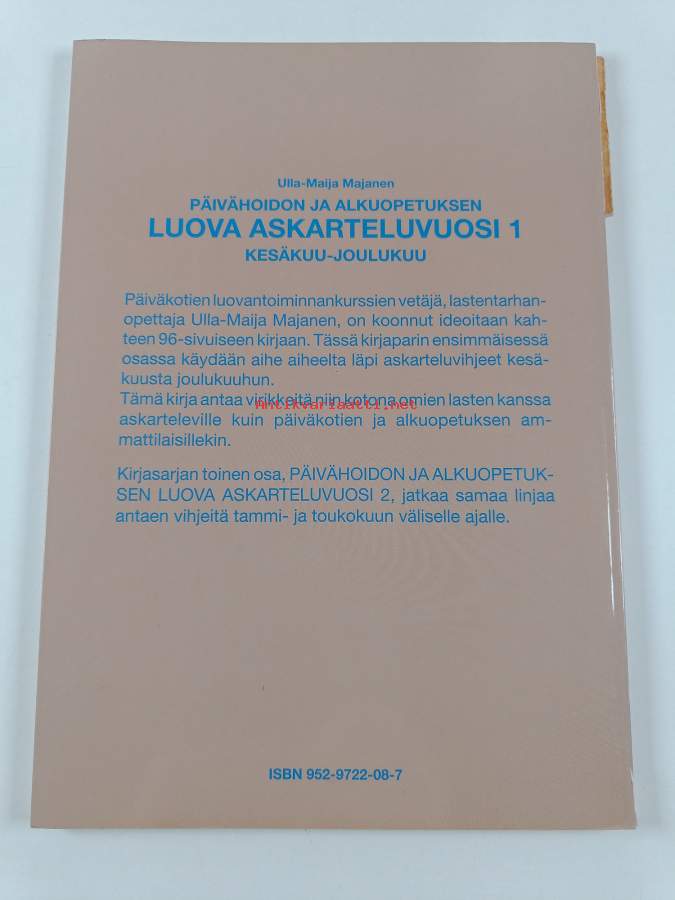 Ulla-Maija Majanen
PÄIVÄHOIDON JA ALKUOPETUKSEN
LUOVA ASKARTELUVUOSI 1
KESÄKUU-JOULUKUU
Päiväkotien luovantoiminnankurssien vetäjä, lastentarhan-
opettaja Ulla-Maija Majanen, on koonnut ideoitaan kah-
teen 96-sivuiseen kirjaan. Tässä kirjaparin ensimmäisessä
osassa käydään aihe aiheelta läpi askarteluvihjeet kesä-
kuusta joulukuuhun.
Tämä kirja antaa virikkeitä niin kotona omien lasten kanssa
Antikvariaatti.net
askarteleville kuin päiväkotien ja alkuopetuksen am-
mattilaisillekin.
Kirjasarjan toinen osa, PÄIVÄHOIDON JA ALKUOPETUK-
SEN LUOVA ASKARTELUVUOSI 2, jatkaa samaa linjaa
antaen vihjeitä tammi- ja toukokuun väliselle ajalle.
ISBN 952-9722-08-7